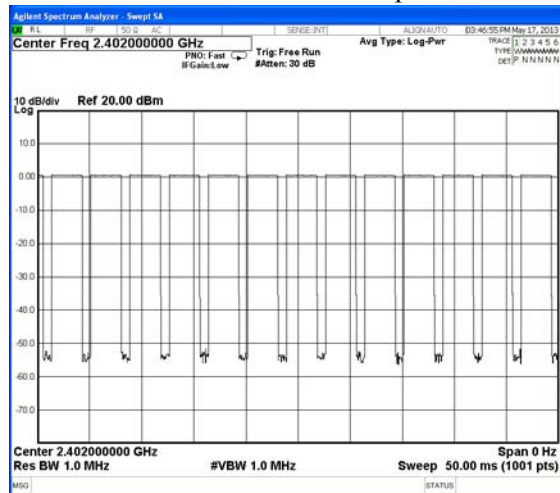 Agilent Spectrum Analyzer - Swept SA
RL RF 50 Ω AC SENSE:INT ALIGN AUTO 03:46:55 PM May 17, 2013
Center Freq 2.402000000 GHz
PNO: Fast
IFGain:Low
Trig: Free Run
#Atten: 30 dB
Avg Type: Log-Pwr
TRACE 1 2 3 4 5 6
TYPE
DET P N N N N N
10 dB/div Ref 20.00 dBm
Log
10.0
0.00
-10.0
-20.0
-30.0
-40.0
-50.0
-60.0
-70.0
Center 2.402000000 GHz Span 0 Hz
Res BW 1.0 MHz #VBW 1.0 MHz Sweep 50.00 ms (1001 pts)
MSG STATUS